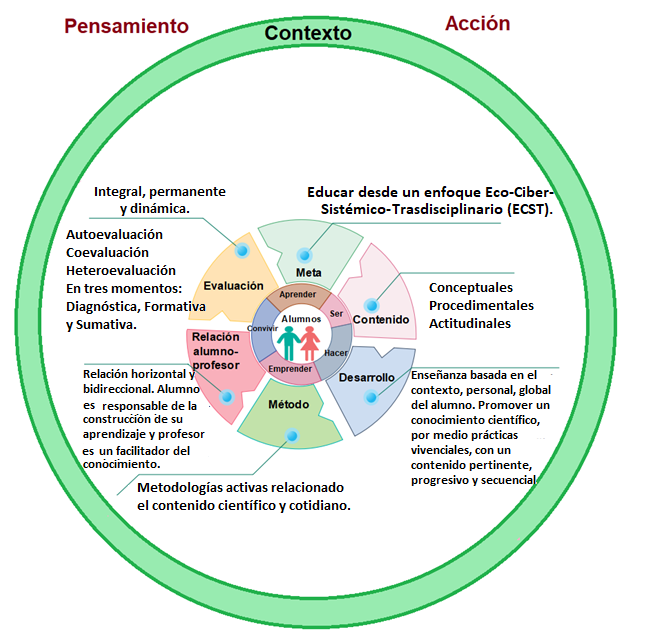 Pensamiento
Contexto
Acción
Integral, permanente
y dinámica.
Educar desde un enfoque Eco-Ciber-
Sistémico-Trasdisciplinario (ECST).
Autoevaluación
Coevaluación
Heteroevaluación
En tres momentos:
Diagnóstica, Formativa
y Sumativa.
Evaluación
Meta
Conceptuales
Procedimentales
Actitudinales
Contenido
Aprender
Ser
Hacer
Emprender
Convivir
Alumnos
Relación
alumno-
profesor
Desarrollo
Método
Relación horizontal y
bidireccional. Alumno
es responsable de la
construcción de su
aprendizaje y profesor
es un facilitador del
conocimiento.
Enseñanza basada en el
contexto, personal, global
del alumno. Promover un
conocimiento científico,
por medio prácticas
vivenciales, con un
contenido pertinente,
progresivo y secuencial
Metodologías activas relacionado
el contenido científico y cotidiano.